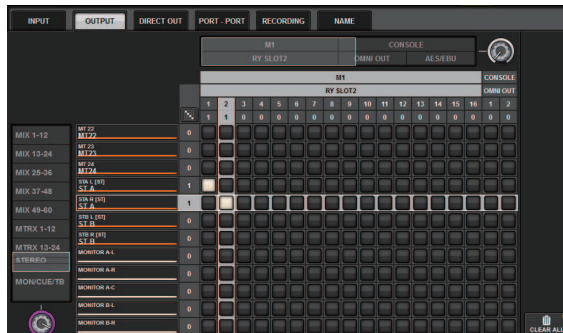 INPUT OUTPUT DIRECT OUT PORT - PORT RECORDING NAME
M1 CONSOLE
RY SLOT2 OMNI OUT AES/EBU
M1 CONSOLE
RY SLOT2 OMNI OUT
1 2 3 4 5 6 7 8 9 10 11 12 13 14 15 16 1 2
1 1 0 0 0 0 0 0 0 0 0 0 0 0 0 0 0 0
MIX 1-12
MIX 13-24
MIX 25-36
MIX 37-48
MIX 49-60
MTRX 1-12
MTRX 13-24
STEREO
MON/CUE/TB
1
MT 22
MT22 0
MT 23
MT23 0
MT 24
MT24 0
STA L [ST]
ST A 1
STA R [ST]
ST A 1
STB L [ST]
ST B 0
STB R [ST]
ST B 0
MONITOR A-L 0
MONITOR A-R 0
MONITOR A-C 0
MONITOR B-L 0
MONITOR B-R 0
CLEAR ALL